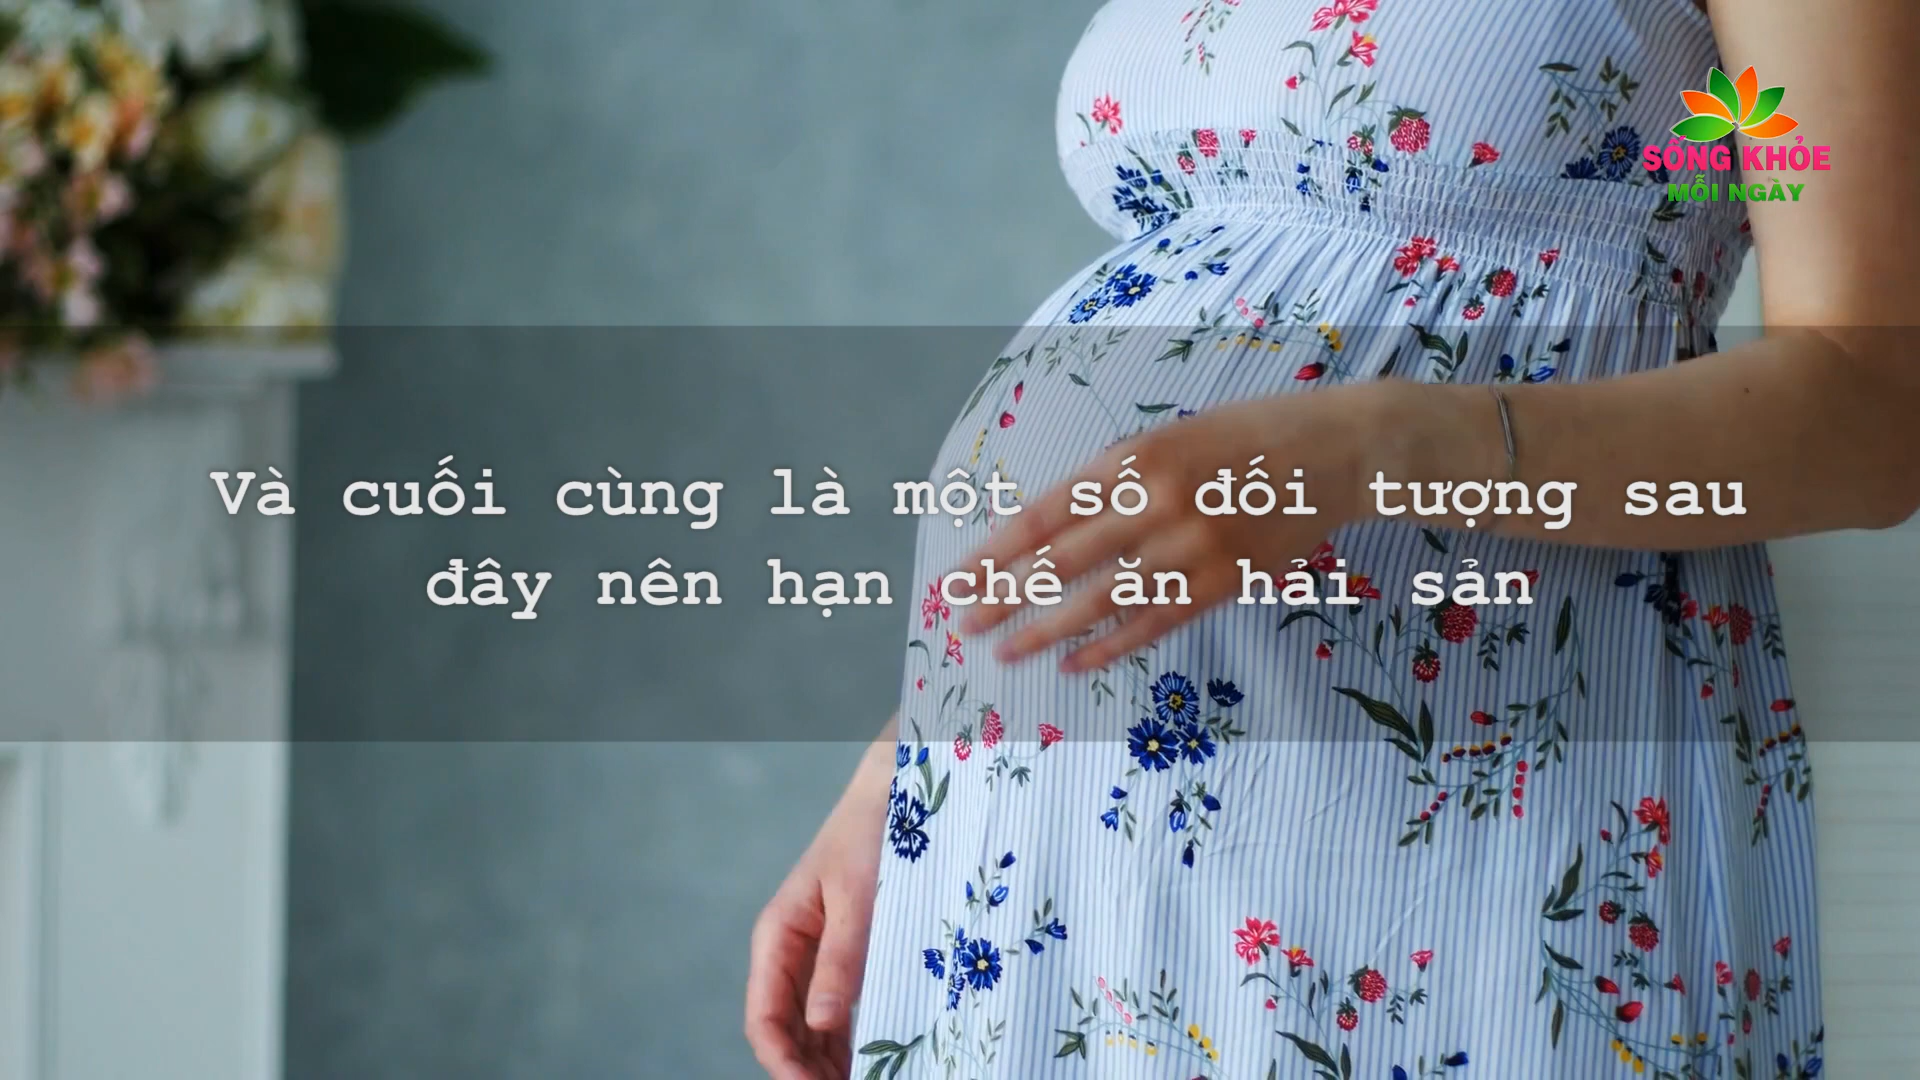 SỐNG KHỎE
MỖI NGÀY
Và cuối cùng là một số đối tượng sau
đây nên hạn chế ăn hải sản